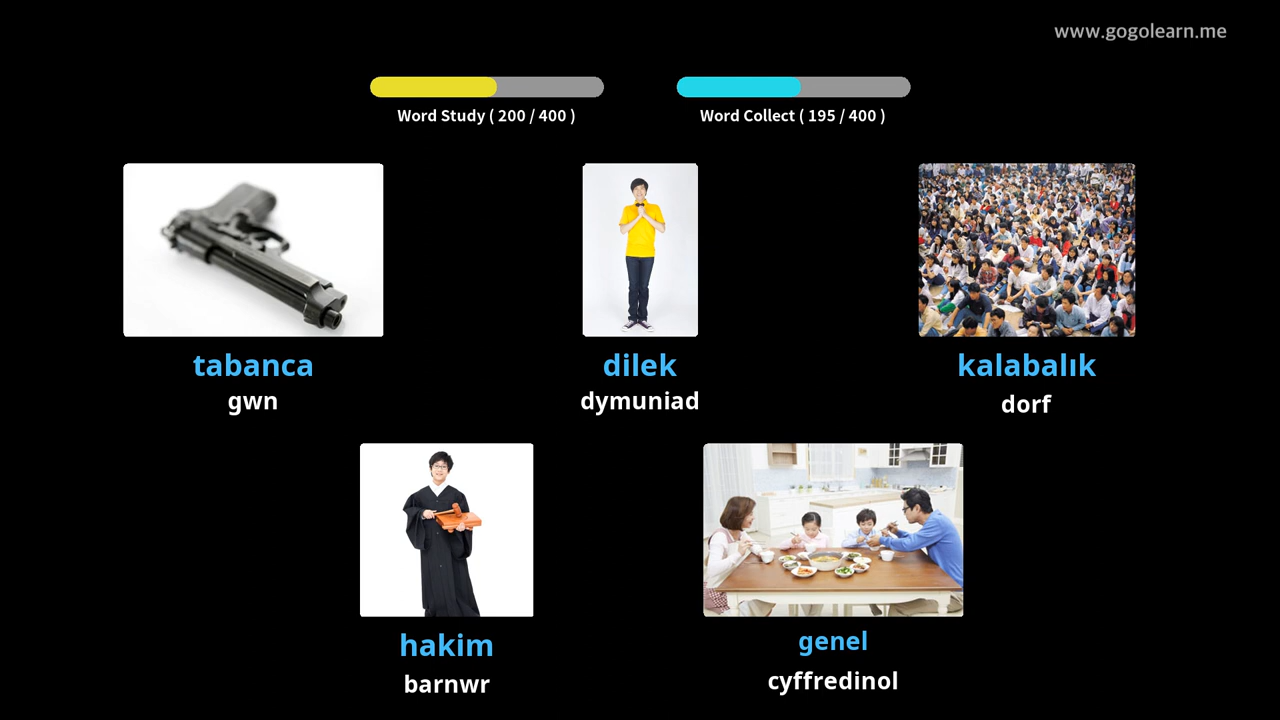 www.gogolearn.me
Word Study ( 200 / 400 )
Word Collect ( 195 / 400 )
tabanca
gwn
dilek
dymuniad
kalabalık
dorf
hakim
barnwr
genel
cyffredinol